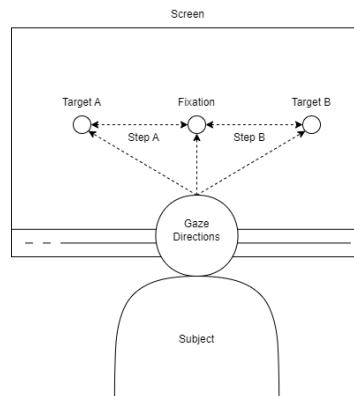 Screen
Target A
Fixation
Target B
Step A
Step B
Gaze
Directions
Subject